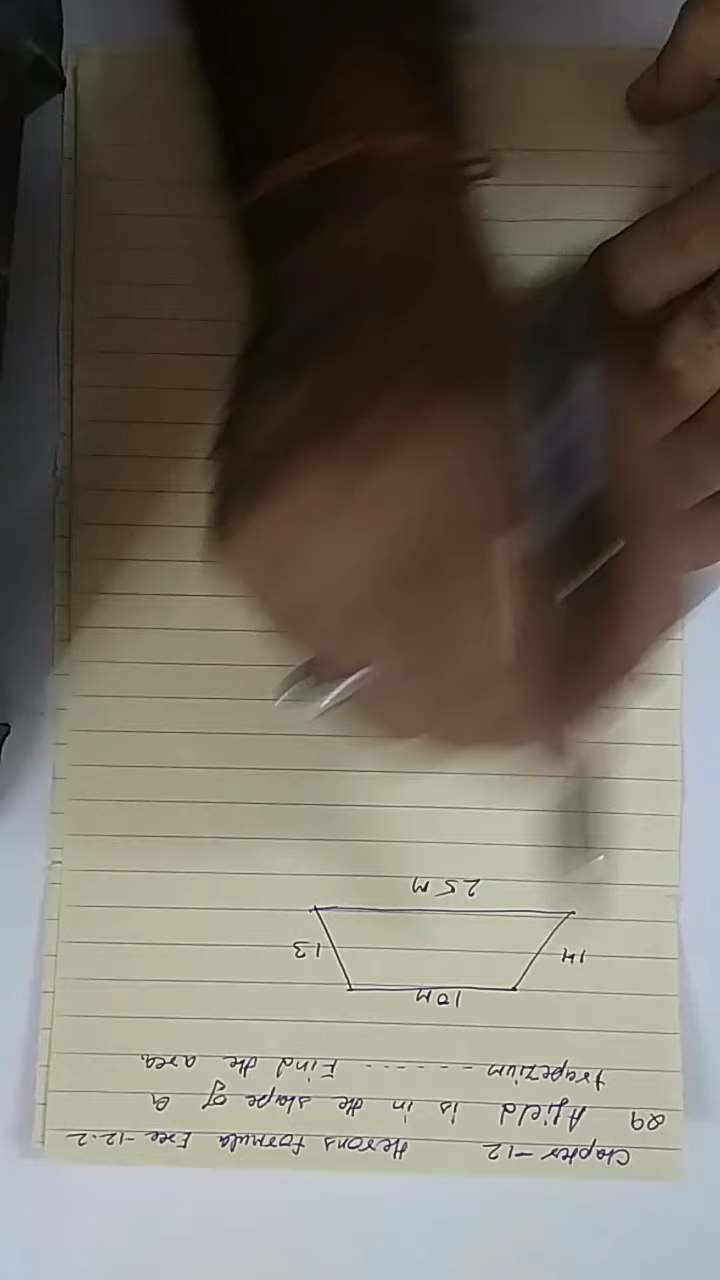 Chapter-12 Herons formula Exe-12.2
Q9 A field is in the shape of a
trapezium ------- Find the area.
10M
14 13
25M